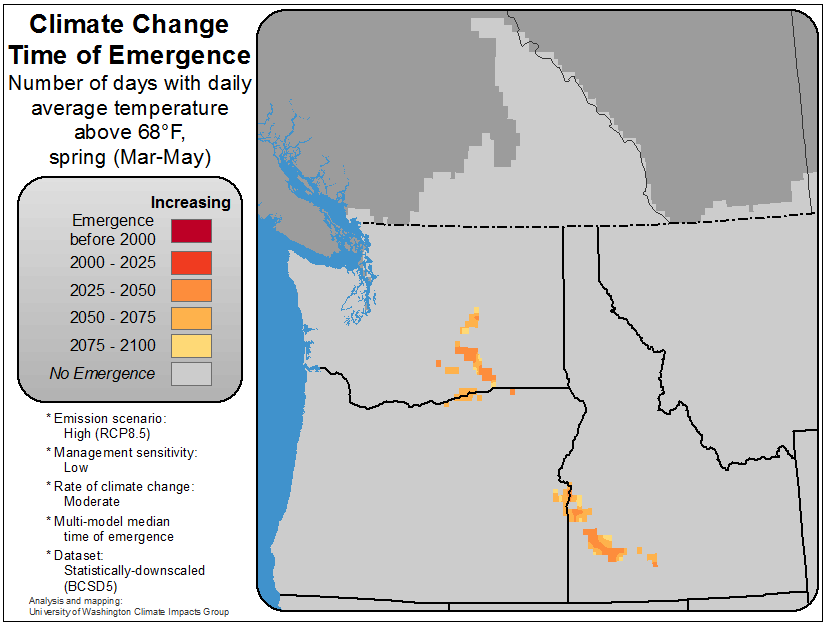 Climate Change
Time of Emergence
Number of days with daily
average temperature
above 68°F,
spring (Mar-May)
Increasing
Emergence
before 2000
2000 - 2025
2025 - 2050
2050 - 2075
2075 - 2100
No Emergence
* Emission scenario:
High (RCP8.5)
* Management sensitivity:
Low
* Rate of climate change:
Moderate
* Multi-model median
time of emergence
* Dataset:
Statistically-downscaled
(BCSD5)
Analysis and mapping:
University of Washington Climate Impacts Group